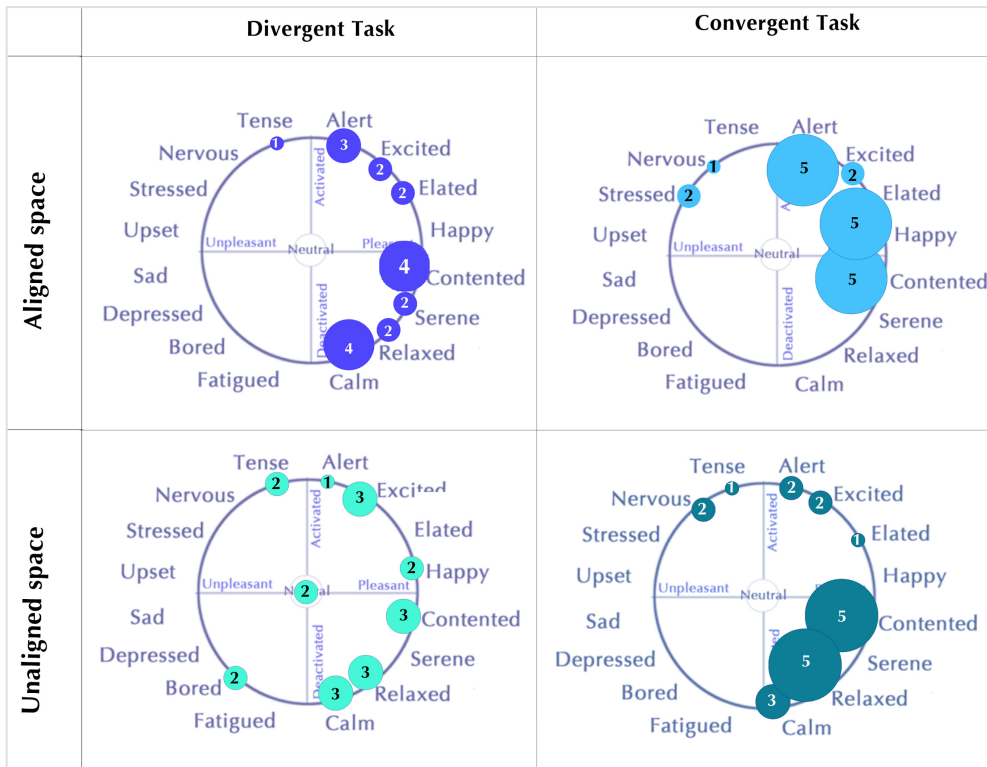 Divergent Task
Convergent Task
Aligned space
Tense
Alert
Nervous
Excited
Stressed
Elated
Upset
Happy
Sad
Contented
Depressed
Serene
Bored
Relaxed
Fatigued
Calm
Activated
Unpleasant
Neutral
Deactivated
1
3
2
2
4
2
2
4
Tense
Alert
Nervous
Excited
Stressed
Elated
Upset
Happy
Sad
Contented
Depressed
Serene
Bored
Relaxed
Fatigued
Calm
Unpleasant
Neutral
Deactivated
1
2
5
2
5
5
Unaligned space
Tense
Alert
Nervous
Excited
Stressed
Elated
Upset
Happy
Sad
Contented
Depressed
Serene
Bored
Relaxed
Fatigued
Calm
Activated
Unpleasant
Pleasant
Deactivated
2
1
3
2
2
3
2
3
3
Tense
Alert
Nervous
Excited
Stressed
Elated
Upset
Happy
Sad
Contented
Depressed
Serene
Bored
Relaxed
Fatigued
Calm
Activated
Unpleasant
Neutral
1
2
2
2
1
5
5
3